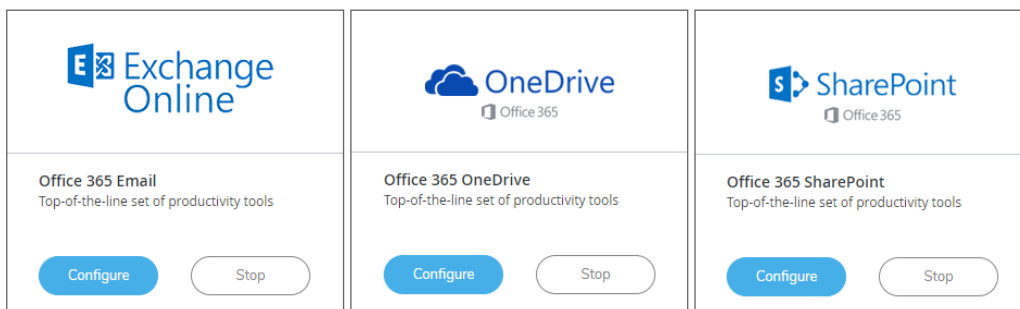 E Exchange
Online
Office 365 Email
Top-of-the-line set of productivity tools
Configure
Stop
OneDrive
Office 365
Office 365 OneDrive
Top-of-the-line set of productivity tools
Configure
Stop
S SharePoint
Office 365
Office 365 SharePoint
Top-of-the-line set of productivity tools
Configure
Stop